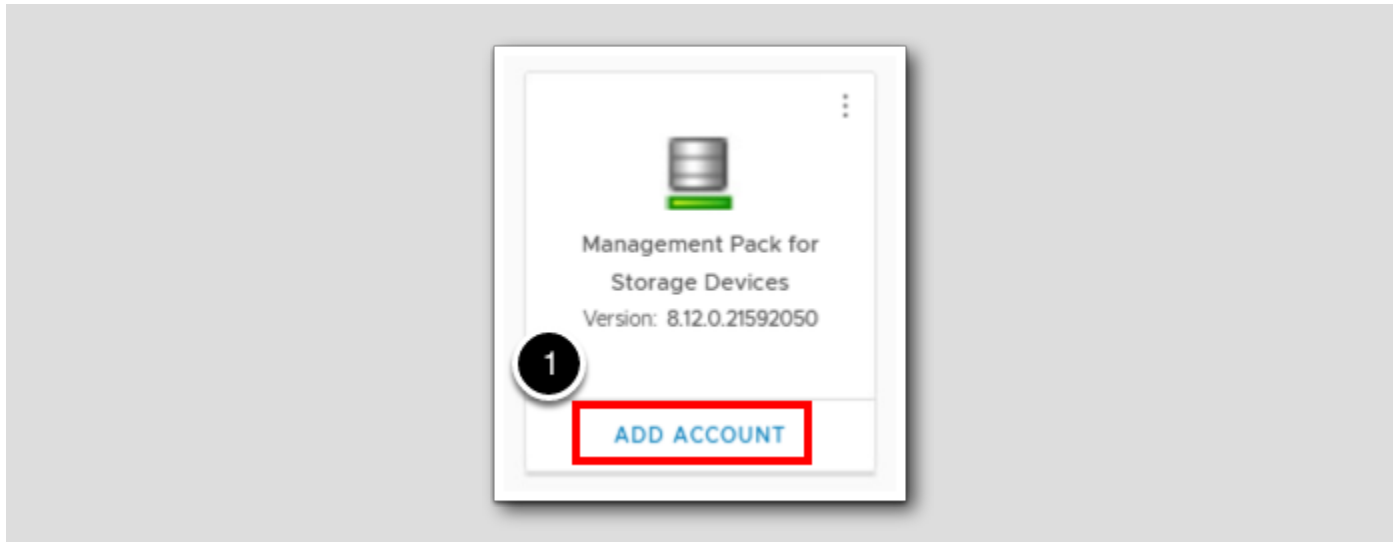 Management Pack for
Storage Devices
Version: 8.12.0.21592050
1
ADD ACCOUNT